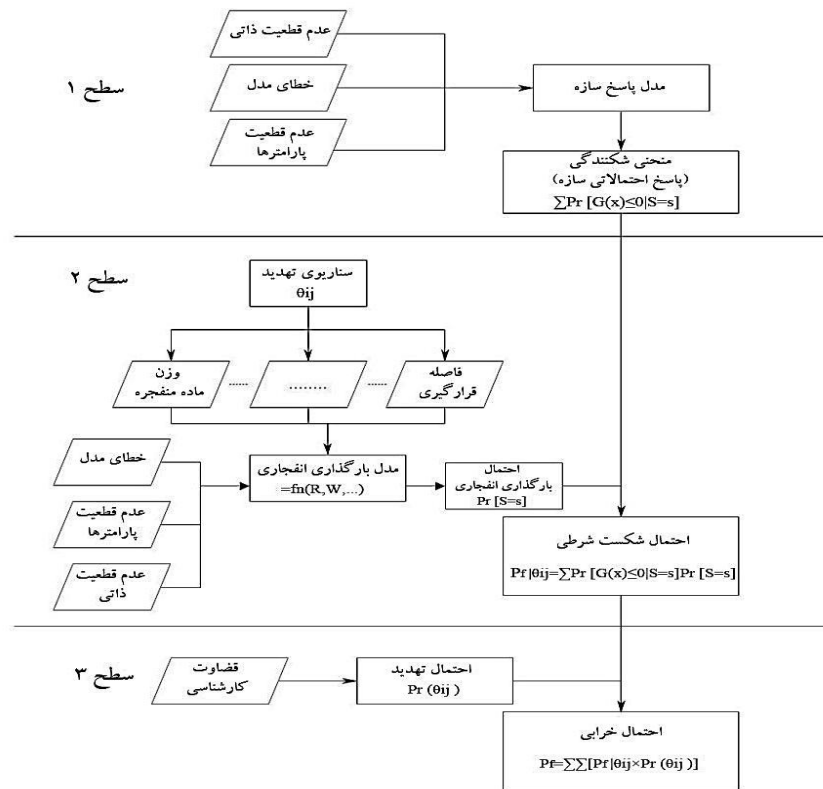 سطح ۱
عدم قطعیت ذاتی
خطای مدل
عدم قطعیت
پارامترها
مدل پاسخ سازه
منحنی شکنندگی
(پاسخ احتمالاتی سازه)
∑Pr [G(x)≤0|S=s]
سطح ۲
سناریوی تهدید
θij
وزن
ماده منفجره
......
........
......
فاصله
قرارگیری
خطای مدل
عدم قطعیت
پارامترها
عدم قطعیت
ذاتی
مدل بارگذاری انفجاری
=fn(R,W,...)
احتمال
بارگذاری انفجاری
Pr [S=s]
احتمال شکست شرطی
Pf|θij=∑Pr [G(x)≤0|S=s]Pr [S=s]
سطح ۳
قضاوت
کارشناسی
احتمال تهدید
Pr (θij )
احتمال خرابی
Pf=∑∑[Pf|θij×Pr (θij )]